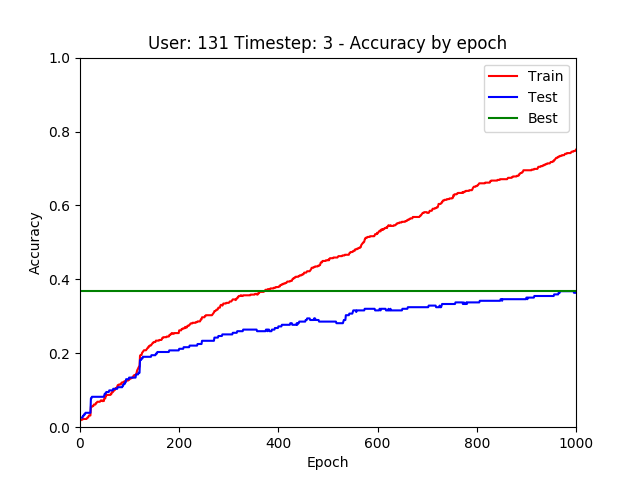 User: 131 Timestep: 3 - Accuracy by epoch
1.0
0.8
0.6
0.4
0.2
0.0
Accuracy
Train
Test
Best
0 200 400 600 800 1000
Epoch